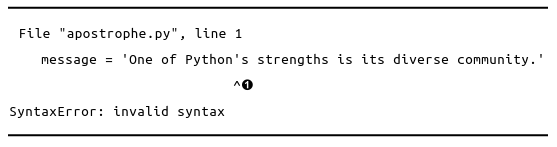 File "apostrophe.py", line 1
message = 'One of Python's strengths is its diverse community.'
^❶
SyntaxError: invalid syntax